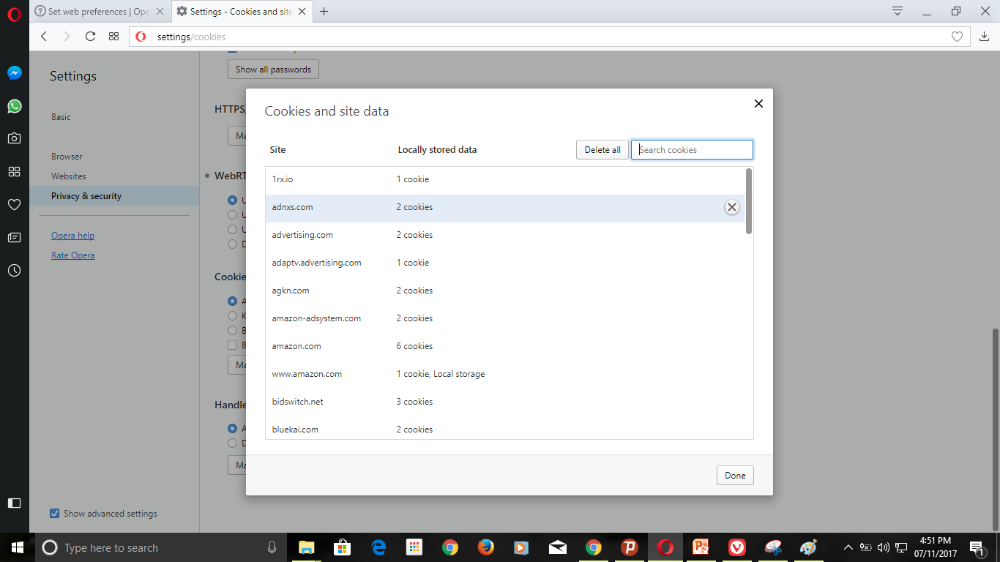 Set web preferences | Ope
Settings - Cookies and site
settings/cookies
Settings
Basic
Browser
Websites
Privacy & security
Opera help
Rate Opera
Show advanced settings
Show all passwords
HTTPS/
Ma
WebRT
U
U
U
D
Cookie
A
K
B
B
Ma
Handle
A
D
Ma
Cookies and site data
Site Locally stored data Delete all Search cookies
1rx.io 1 cookie
adnxs.com 2 cookies
advertising.com 2 cookies
adaptv.advertising.com 1 cookie
agkn.com 2 cookies
amazon-adsystem.com 2 cookies
amazon.com 6 cookies
www.amazon.com 1 cookie, Local storage
bidswitch.net 3 cookies
bluekai.com 2 cookies
Done
Type here to search
4:51 PM
07/11/2017
1